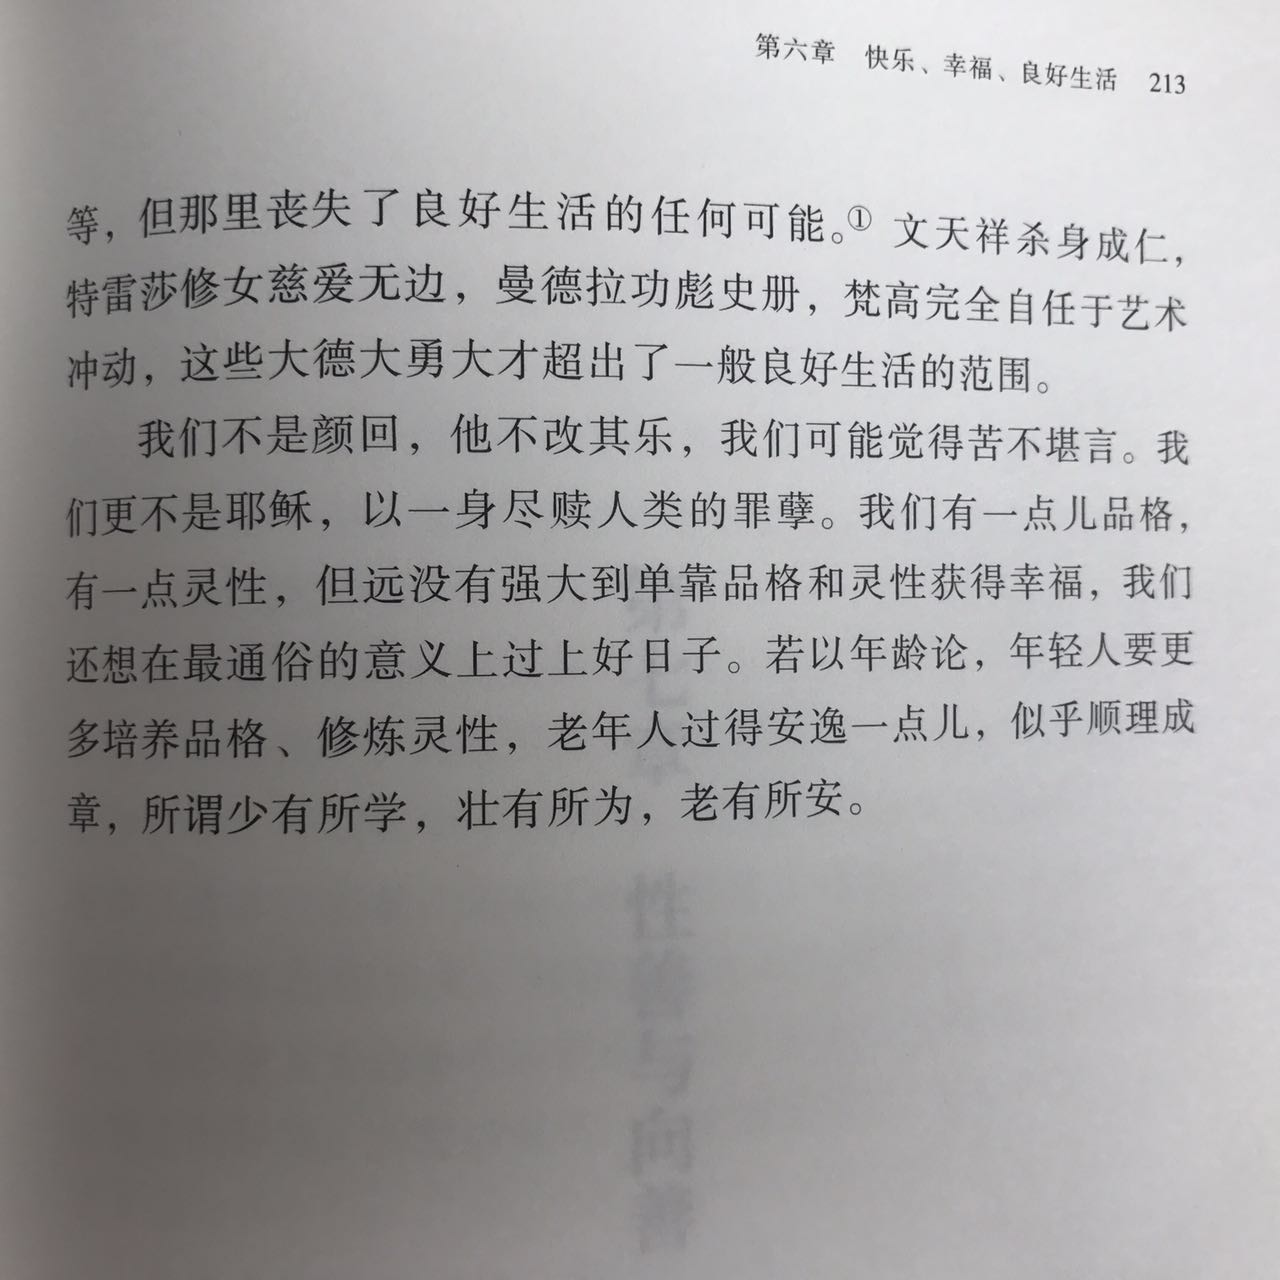 第六章 快乐、幸福、良好生活 213
等，但那里丧失了良好生活的任何可能。① 文天祥杀身成仁，
特雷莎修女慈爱无边，曼德拉功彪史册，梵高完全自任于艺术
冲动，这些大德大勇大才超出了一般良好生活的范围。
我们不是颜回，他不改其乐，我们可能觉得苦不堪言。我
们更不是耶稣，以一身尽赎人类的罪孽。我们有一点儿品格，
有一点灵性，但远没有强大到单靠品格和灵性获得幸福，我们
还想在最通俗的意义上过上好日子。若以年龄论，年轻人要更
多培养品格、修炼灵性，老年人过得安逸一点儿，似乎顺理成
章，所谓少有所学，壮有所为，老有所安。